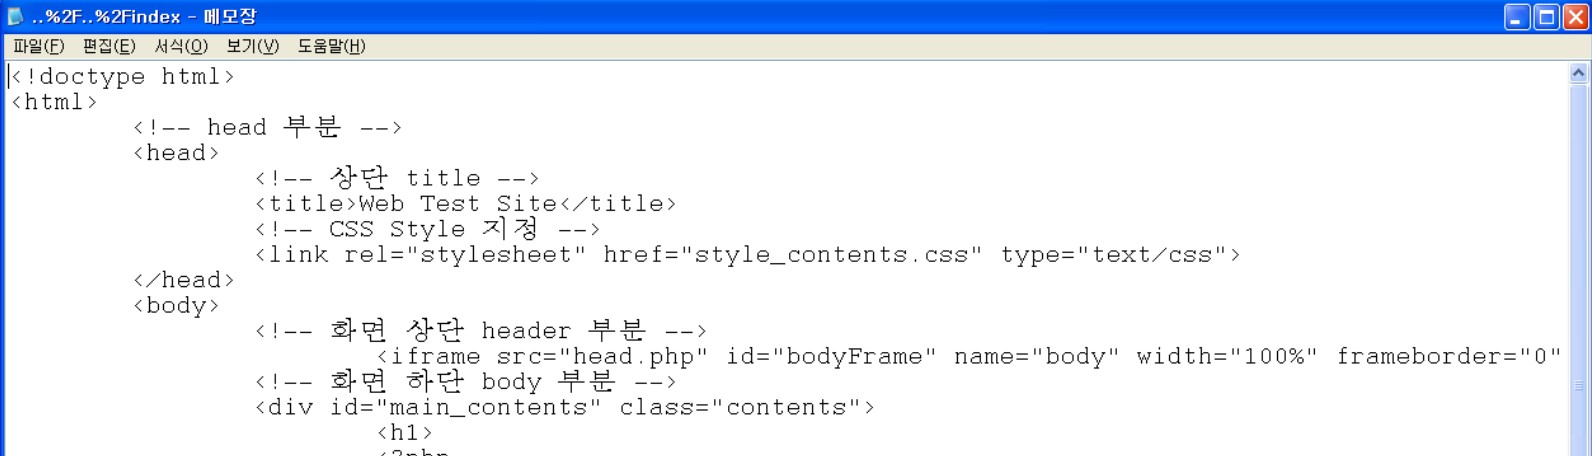 ..%2F..%2Findex - 메모장
파일(F) 편집(E) 서식(O) 보기(V) 도움말(H)
<!doctype html>
<html>
<!-- head 부분 -->
<head>
<!-- 상단 title -->
<title>Web Test Site</title>
<!-- CSS Style 지정 -->
<link rel="stylesheet" href="style_contents.css" type="text/css">
</head>
<body>
<!-- 화면 상단 header 부분 -->
<iframe src="head.php" id="bodyFrame" name="body" width="100%" frameborder="0"
<!-- 화면 하단 body 부분 -->
<div id="main_contents" class="contents">
<h1>
<?php